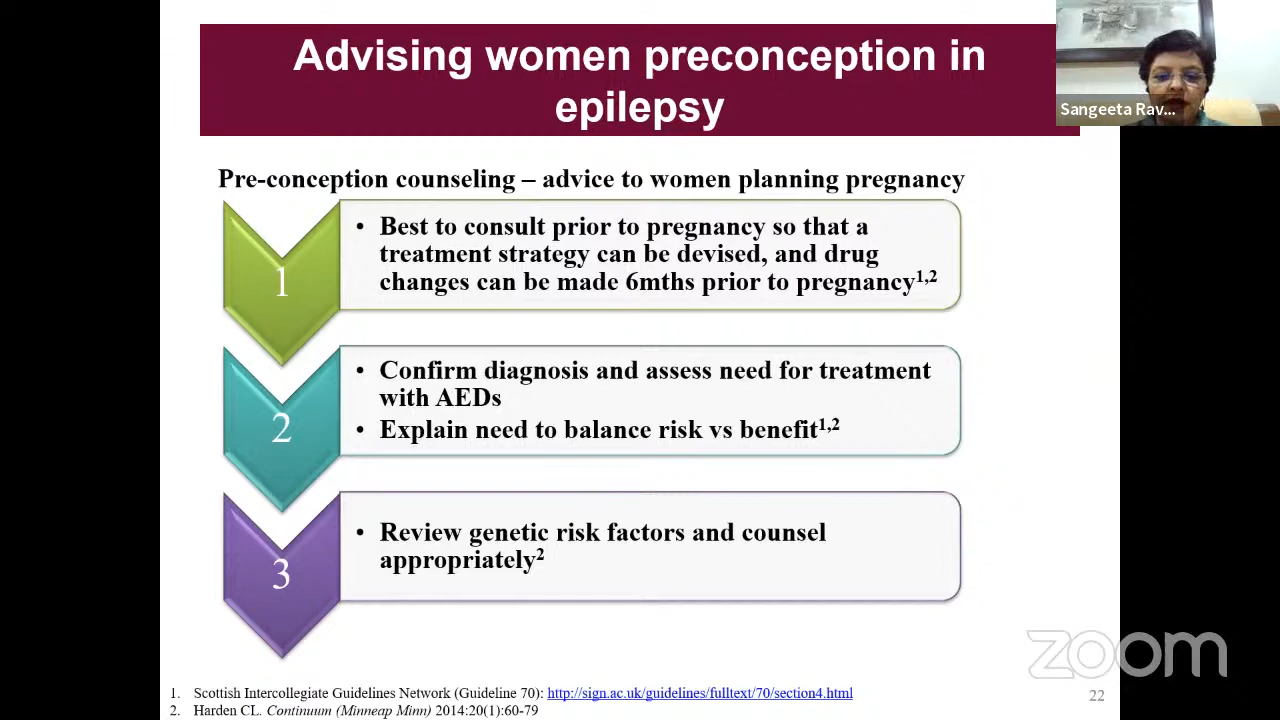 Advising women preconception in
epilepsy
Sangeeta Rav...
Pre-conception counseling – advice to women planning pregnancy
1
• Best to consult prior to pregnancy so that a
treatment strategy can be devised, and drug
changes can be made 6mths prior to pregnancy1,2
2
• Confirm diagnosis and assess need for treatment
with AEDs
• Explain need to balance risk vs benefit1,2
3
• Review genetic risk factors and counsel
appropriately2
zoom
1. Scottish Intercollegiate Guidelines Network (Guideline 70): http://sign.ac.uk/guidelines/fulltext/70/section4.html
2. Harden CL. Continuum (Minneap Minn) 2014:20(1):60-79
22